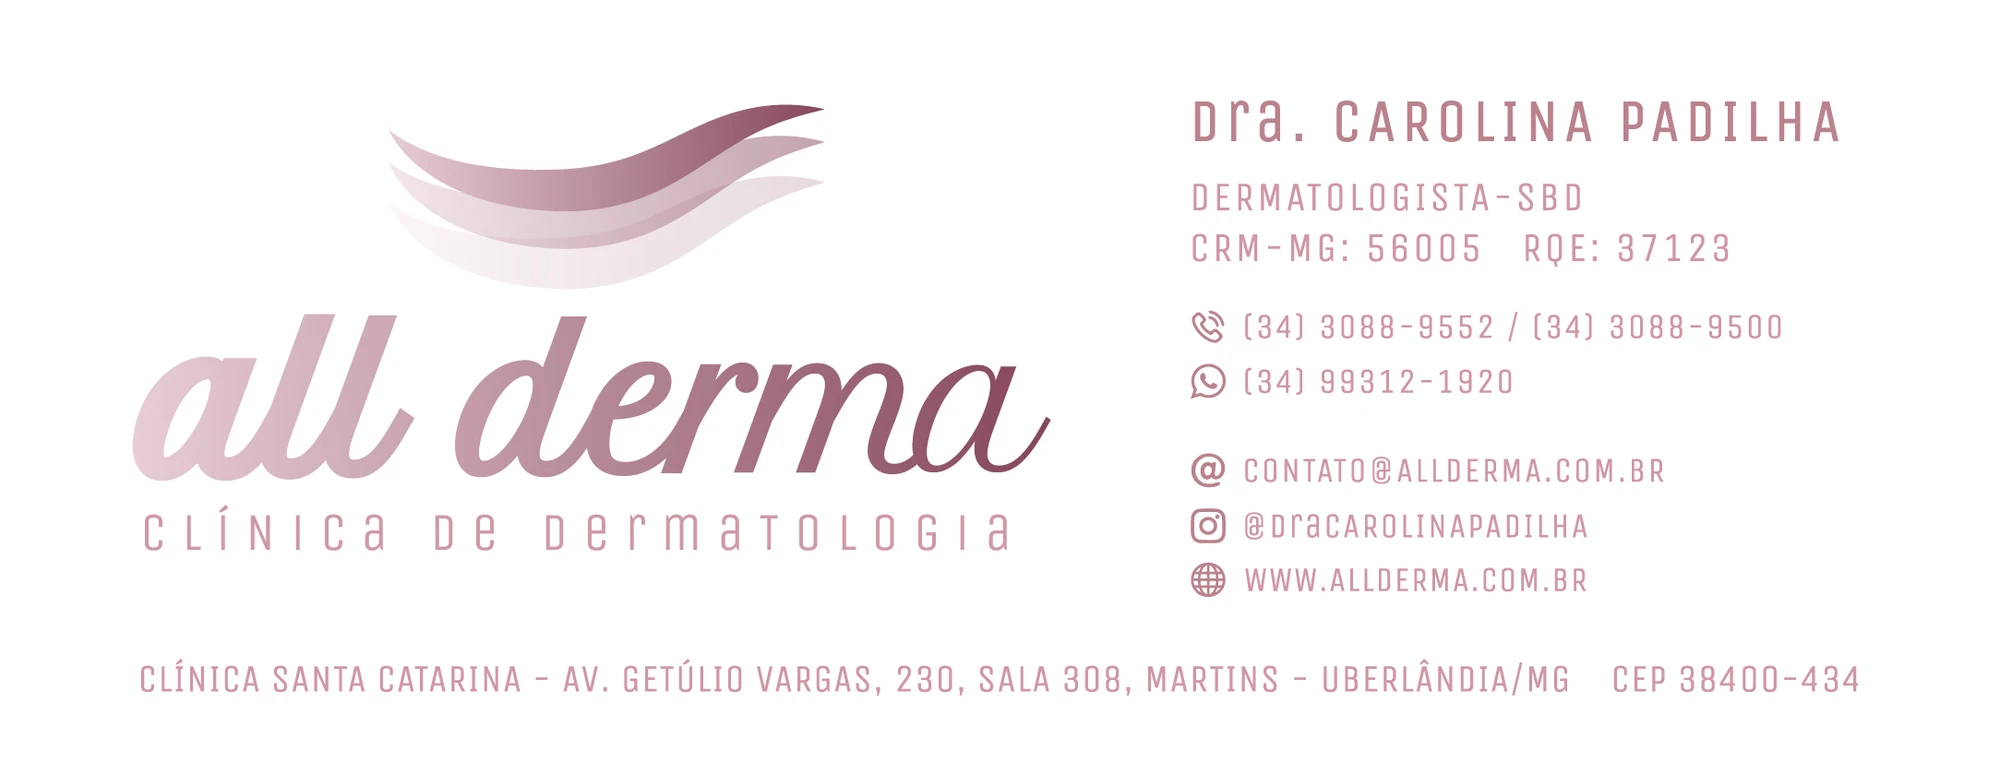 all derma
CLÍNICA DE DERMATOLOGIA
Dra. CAROLINA PADILHA
DERMATOLOGISTA-SBD
CRM-MG: 56005 RQE: 37123
(34) 3088-9552 / (34) 3088-9500
(34) 99312-1920
CONTATO@ALLDERMA.COM.BR
@DraCAROLINAPADILHA
WWW.ALLDERMA.COM.BR
CLÍNICA SANTA CATARINA - AV. GETÚLIO VARGAS, 230, SALA 308, MARTINS - UBERLÂNDIA/MG CEP 38400-434